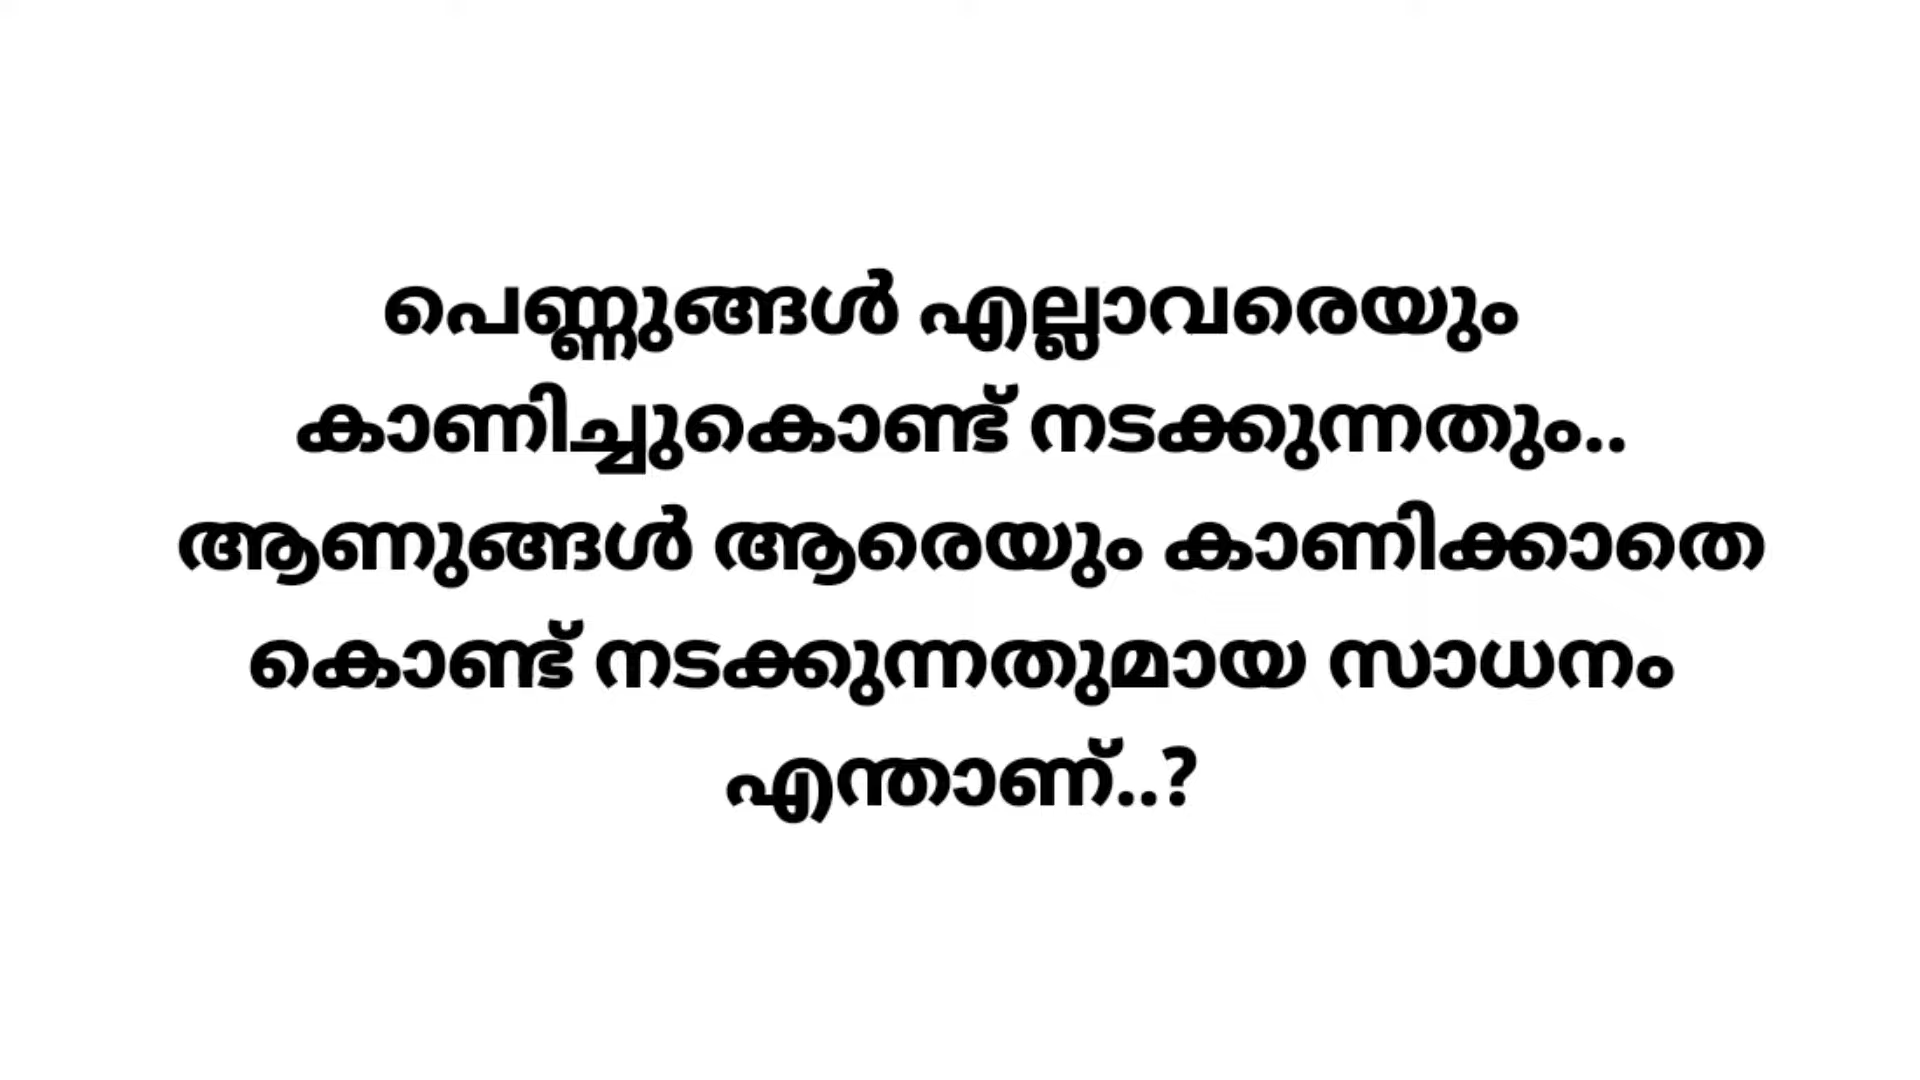 പെണ്ണുങ്ങൾ എല്ലാവരെയും
കാണിച്ചുകൊണ്ട് നടക്കുന്നതും..
ആണുങ്ങൾ ആരെയും കാണിക്കാതെ
കൊണ്ട് നടക്കുന്നതുമായ സാധനം
എന്താണ്..?